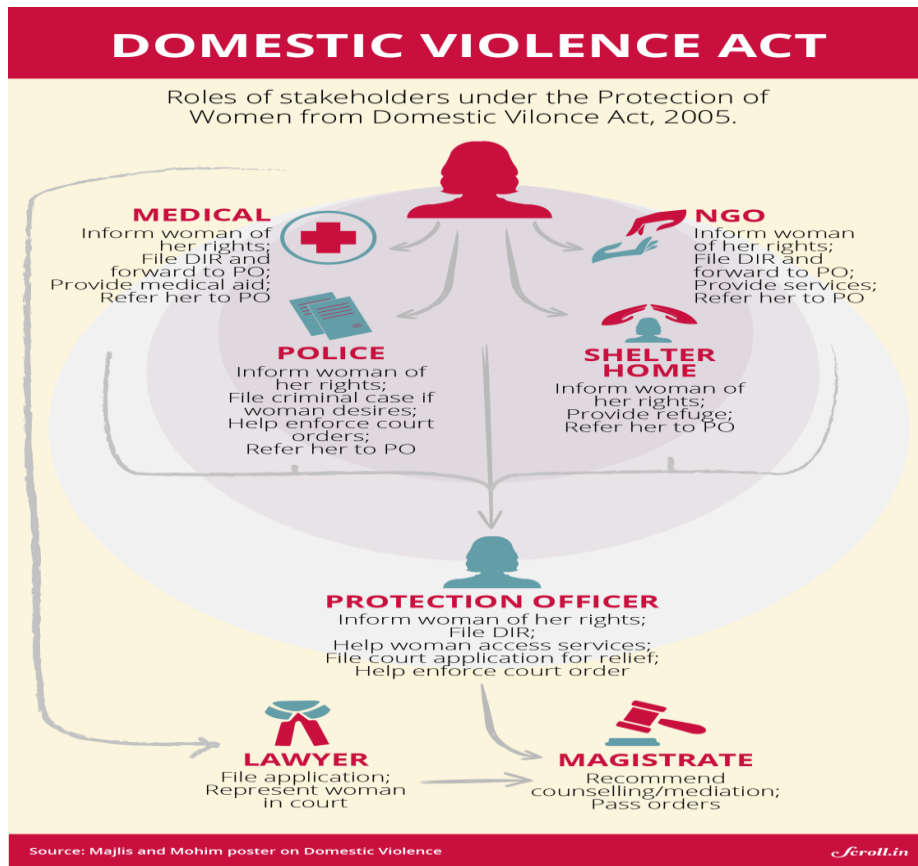 DOMESTIC VIOLENCE ACT
Roles of stakeholders under the Protection of
Women from Domestic Vilonce Act, 2005.
MEDICAL
Inform woman of
her rights;
File DIR and
forward to PO;
Provide medical aid;
Refer her to PO
NGO
Inform woman
of her rights;
File DIR and
forward to PO;
Provide services;
Refer her to PO
POLICE
Inform woman of
her rights;
File criminal case if
woman desires;
Help enforce court
orders;
Refer her to PO
SHELTER
HOME
Inform woman of
her rights;
Provide refuge;
Refer her to PO
PROTECTION OFFICER
Inform woman of her rights;
File DIR;
Help woman access services;
File court application for relief;
Help enforce court order
LAWYER
File application;
Represent woman
in court
MAGISTRATE
Recommend
counselling/mediation;
Pass orders
Source: Majlis and Mohim poster on Domestic Violence
Scroll.in